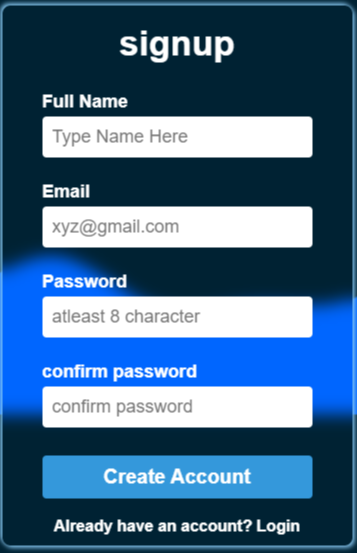 signup
Full Name
Type Name Here
Email
xyz@gmail.com
Password
atleast 8 character
confirm password
confirm password
Create Account
Already have an account? Login